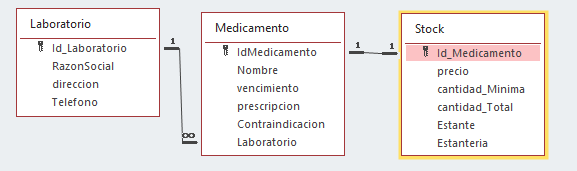 Laboratorio
Id_Laboratorio
RazonSocial
direccion
Telefono
1
∞
Medicamento
IdMedicamento
Nombre
vencimiento
prescripcion
Contraindicacion
Laboratorio
1
1
Stock
Id_Medicamento
precio
cantidad_Minima
cantidad_Total
Estante
Estanteria